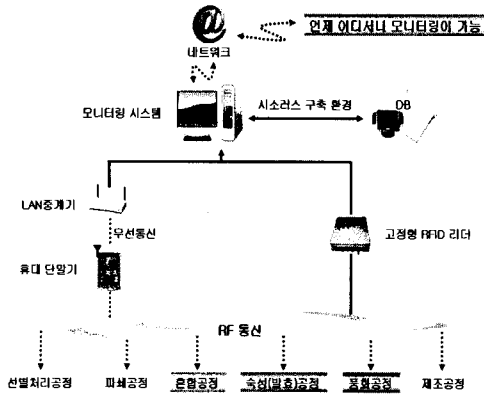 @
언제 어디서나 모니터링이 가능
네트워크
모니터링 시스템
시소러스 구축 환경
DB
LAN중계기
무선통신
고정형 RFID 리더
휴대 단말기
RF 통신
선별처리공정
파쇄공정
혼합공정
숙성(발효)공정
풍화공정
제조공정